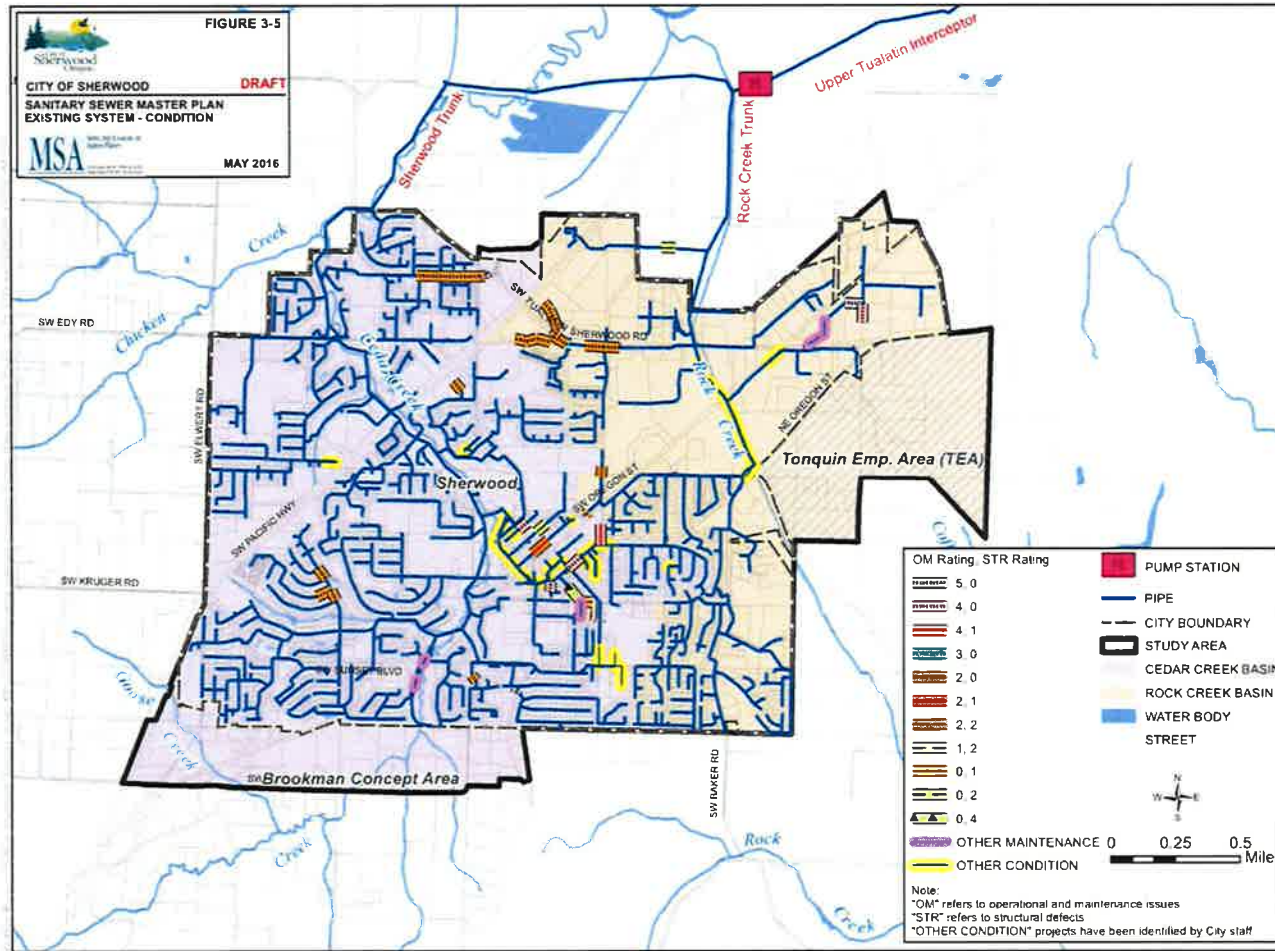 FIGURE 3-5
Sherwood
Oregon
CITY OF SHERWOOD
DRAFT
SANITARY SEWER MASTER PLAN
EXISTING SYSTEM - CONDITION
MSA
MAY 2016
Upper Tualatin Interceptor
Sherwood Trunk
Rock Creek Trunk
Creek
Chicken
SW EDY RD
SHERWOOD RD
Cedar Creek
SW ELWERT RD
Rock
Creek
NE OREGON ST
Tonquin Emp. Area (TEA)
Sherwood
SW OREGON ST
SW PACIFIC HWY
SW KRUGER RD
SW SUNSET BLVD
Goose
Creek
SW Brookman Concept Area
SW BAKER RD
Creek
Rock
Creek
OM Rating, STR Rating
5, 0
4, 0
4, 1
3, 0
2, 0
2, 1
2, 2
1, 2
0, 1
0, 2
0, 4
OTHER MAINTENANCE
OTHER CONDITION
PUMP STATION
PIPE
CITY BOUNDARY
STUDY AREA
CEDAR CREEK BASIN
ROCK CREEK BASIN
WATER BODY
STREET
N
W E
S
0 0.25 0.5
Mile
Note:
"OM" refers to operational and maintenance issues
"STR" refers to structural defects
"OTHER CONDITION" projects have been identified by City staff